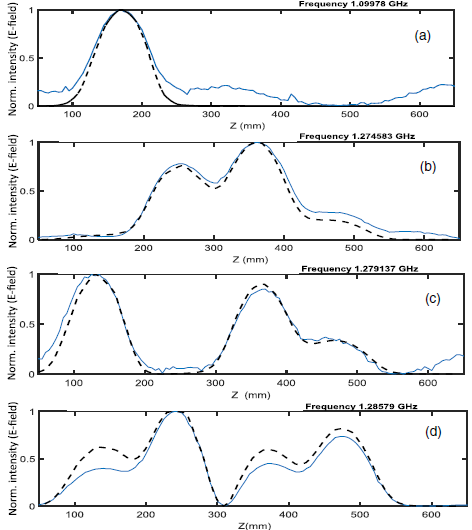 Frequency 1.09978 GHz
Norm. intensity (E-field)
1
0.5
0
(a)
100 200 300 400 500 600
Z (mm)
Frequency 1.274583 GHz
Norm. intensity (E-field)
1
0.5
0
(b)
100 200 300 400 500 600
Z (mm)
Frequency 1.279137 GHz
Norm. intensity (E-field)
1
0.5
0
(c)
100 200 300 400 500 600
Z (mm)
Frequency 1.28579 GHz
Norm. intensity (E-field)
1
0.5
0
(d)
100 200 300 400 500 600
Z(mm)